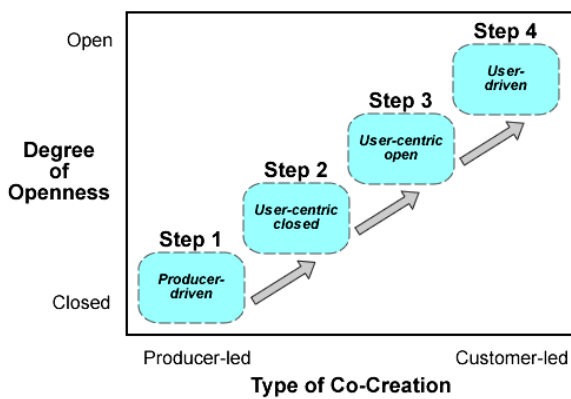 Open
Step 4
User-
driven
Step 3
User-centric
open
Degree
of
Openness
Step 2
User-centric
closed
Step 1
Producer-
driven
Closed
Producer-led
Customer-led
Type of Co-Creation